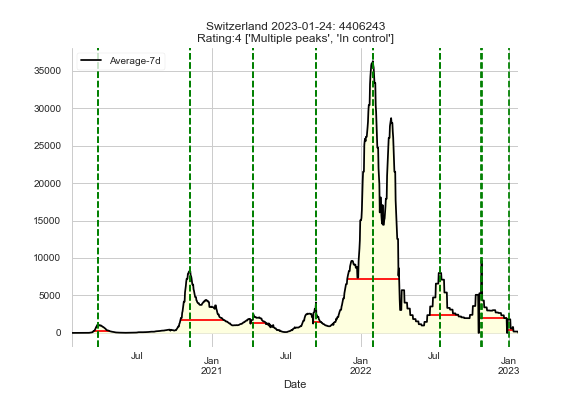 Switzerland 2023-01-24: 4406243
Rating:4 ['Multiple peaks', 'In control']
Average-7d
35000
30000
25000
20000
15000
10000
5000
0
Jul
Jan
2021
Jul
Jan
2022
Jul
Jan
2023
Date